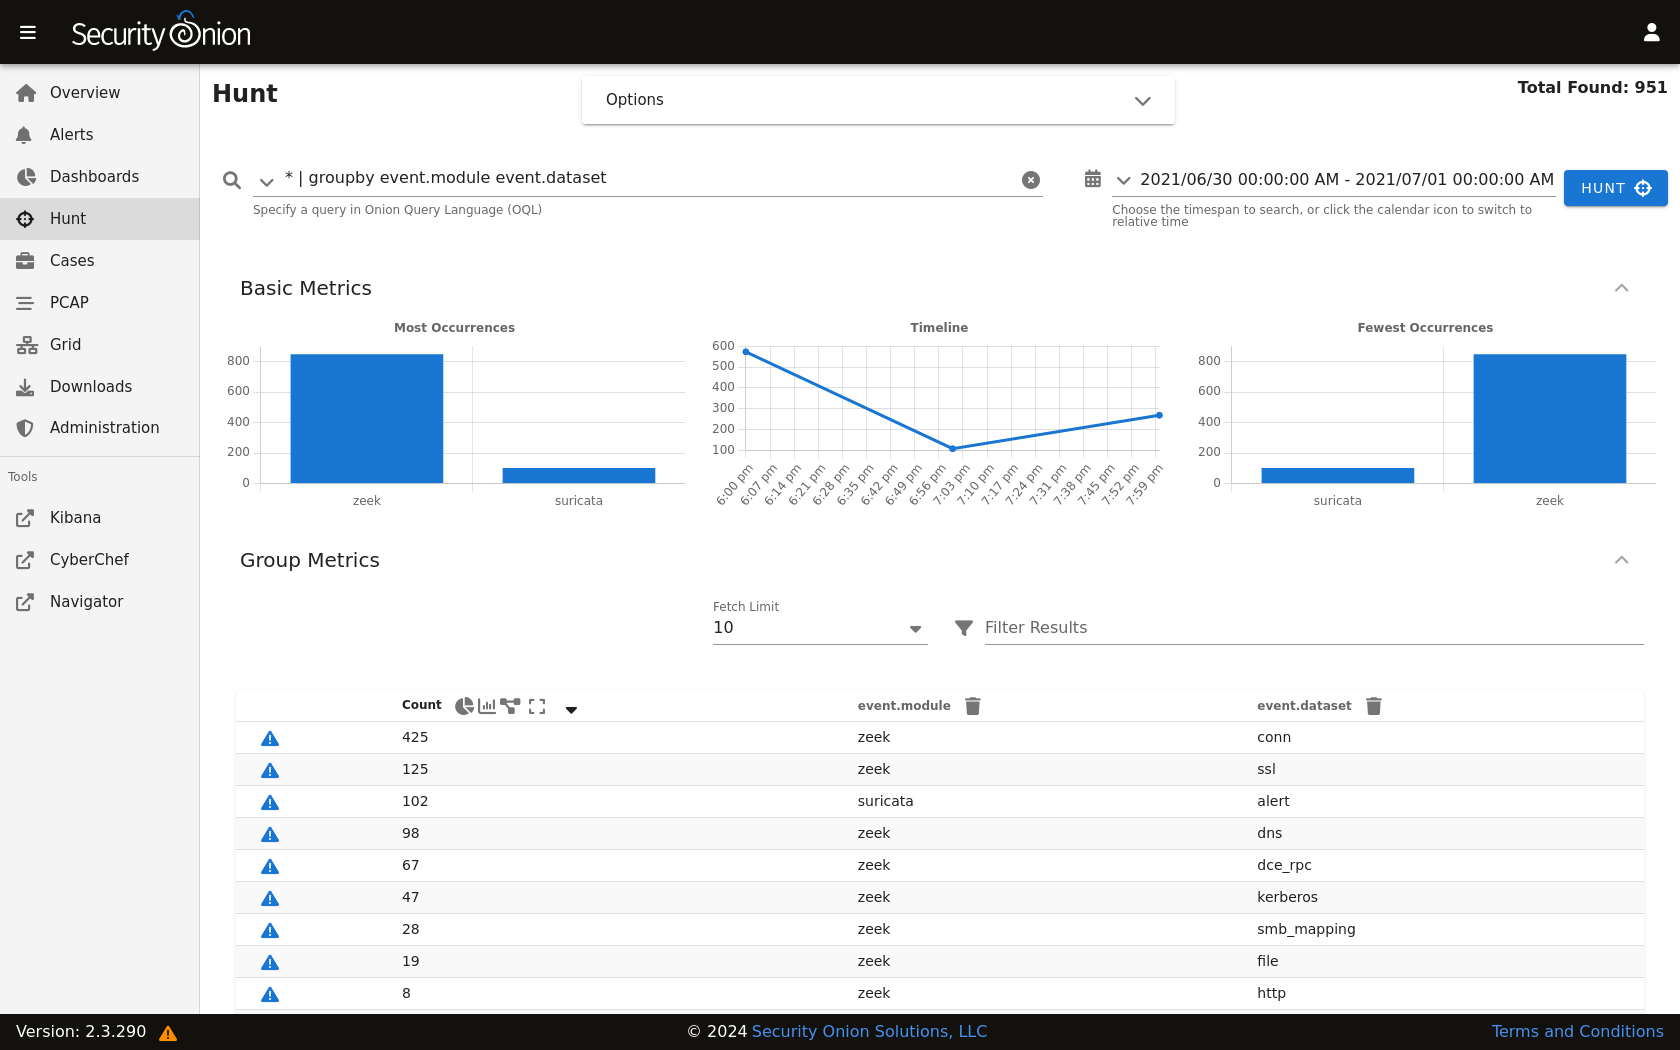 Security Onion
Overview
Alerts
Dashboards
Hunt
Cases
PCAP
Grid
Downloads
Administration
Tools
Kibana
CyberChef
Navigator
Hunt
Options
Total Found: 951
* | groupby event.module event.dataset
Specify a query in Onion Query Language (OQL)
2021/06/30 00:00:00 AM - 2021/07/01 00:00:00 AM
Choose the timespan to search, or click the calendar icon to switch to
relative time
HUNT
Basic Metrics
Most Occurrences
800
600
400
200
0
zeek
suricata
Timeline
600
500
400
300
200
100
6:00 pm
6:07 pm
6:14 pm
6:21 pm
6:28 pm
6:35 pm
6:42 pm
6:49 pm
6:56 pm
7:03 pm
7:10 pm
7:17 pm
7:24 pm
7:31 pm
7:38 pm
7:45 pm
7:52 pm
7:59 pm
Fewest Occurrences
800
600
400
200
0
suricata
zeek
Group Metrics
Fetch Limit
10
Filter Results
Count event.module event.dataset
425 zeek conn
125 zeek ssl
102 suricata alert
98 zeek dns
67 zeek dce_rpc
47 zeek kerberos
28 zeek smb_mapping
19 zeek file
8 zeek http
Version: 2.3.290
© 2024 Security Onion Solutions, LLC
Terms and Conditions